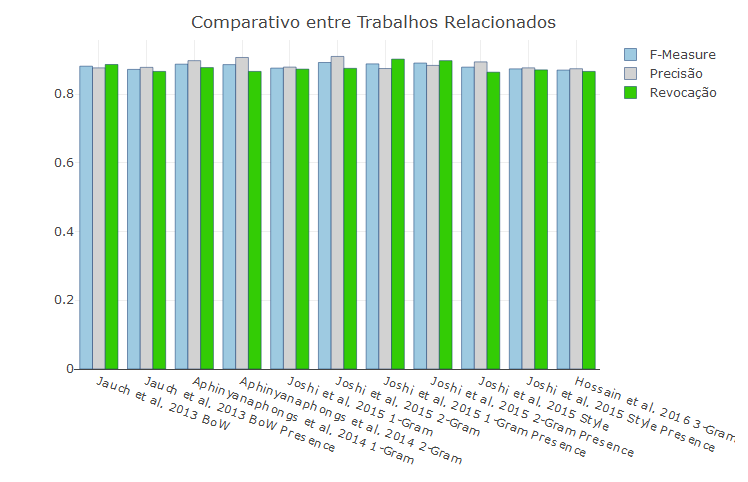 Comparativo entre Trabalhos Relacionados
F-Measure
Precisão
Revocação
0.8
0.6
0.4
0.2
0
Jauch et al. 2013 BoW
Jauch et al. 2013 BoW Presence
Aphinyanaphongs et al. 2014 1-Gram
Aphinyanaphongs et al. 2014 2-Gram
Joshi et al. 2015 1-Gram
Joshi et al. 2015 2-Gram
Joshi et al. 2015 1-Gram Presence
Joshi et al. 2015 2-Gram Presence
Joshi et al. 2015 Style
Joshi et al. 2015 Style Presence
Hossain et al. 2016 3-Gram